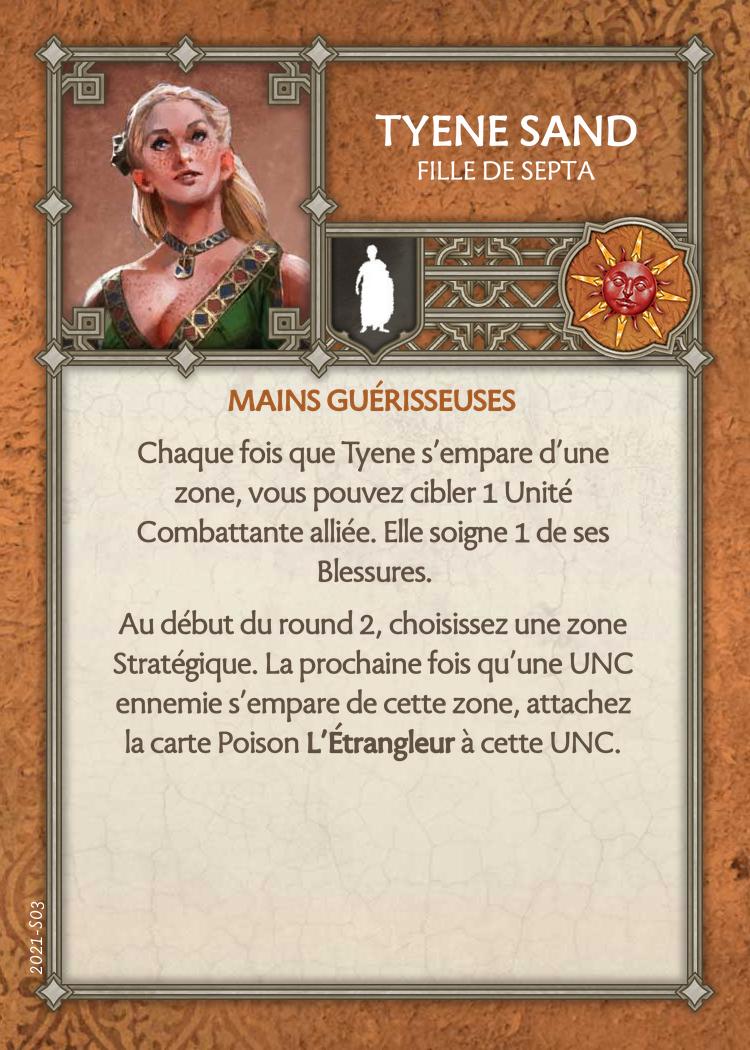 TYENE SAND
FILLE DE SEPTA
MAINS GUÉRISSEUSES
Chaque fois que Tyene s'empare d'une
zone, vous pouvez cibler 1 Unité
Combattante alliée. Elle soigne 1 de ses
Blessures.
Au début du round 2, choisissez une zone
Stratégique. La prochaine fois qu'une UNC
ennemie s'empare de cette zone, attachez
la carte Poison L'Étrangleur à cette UNC.
2021-S03